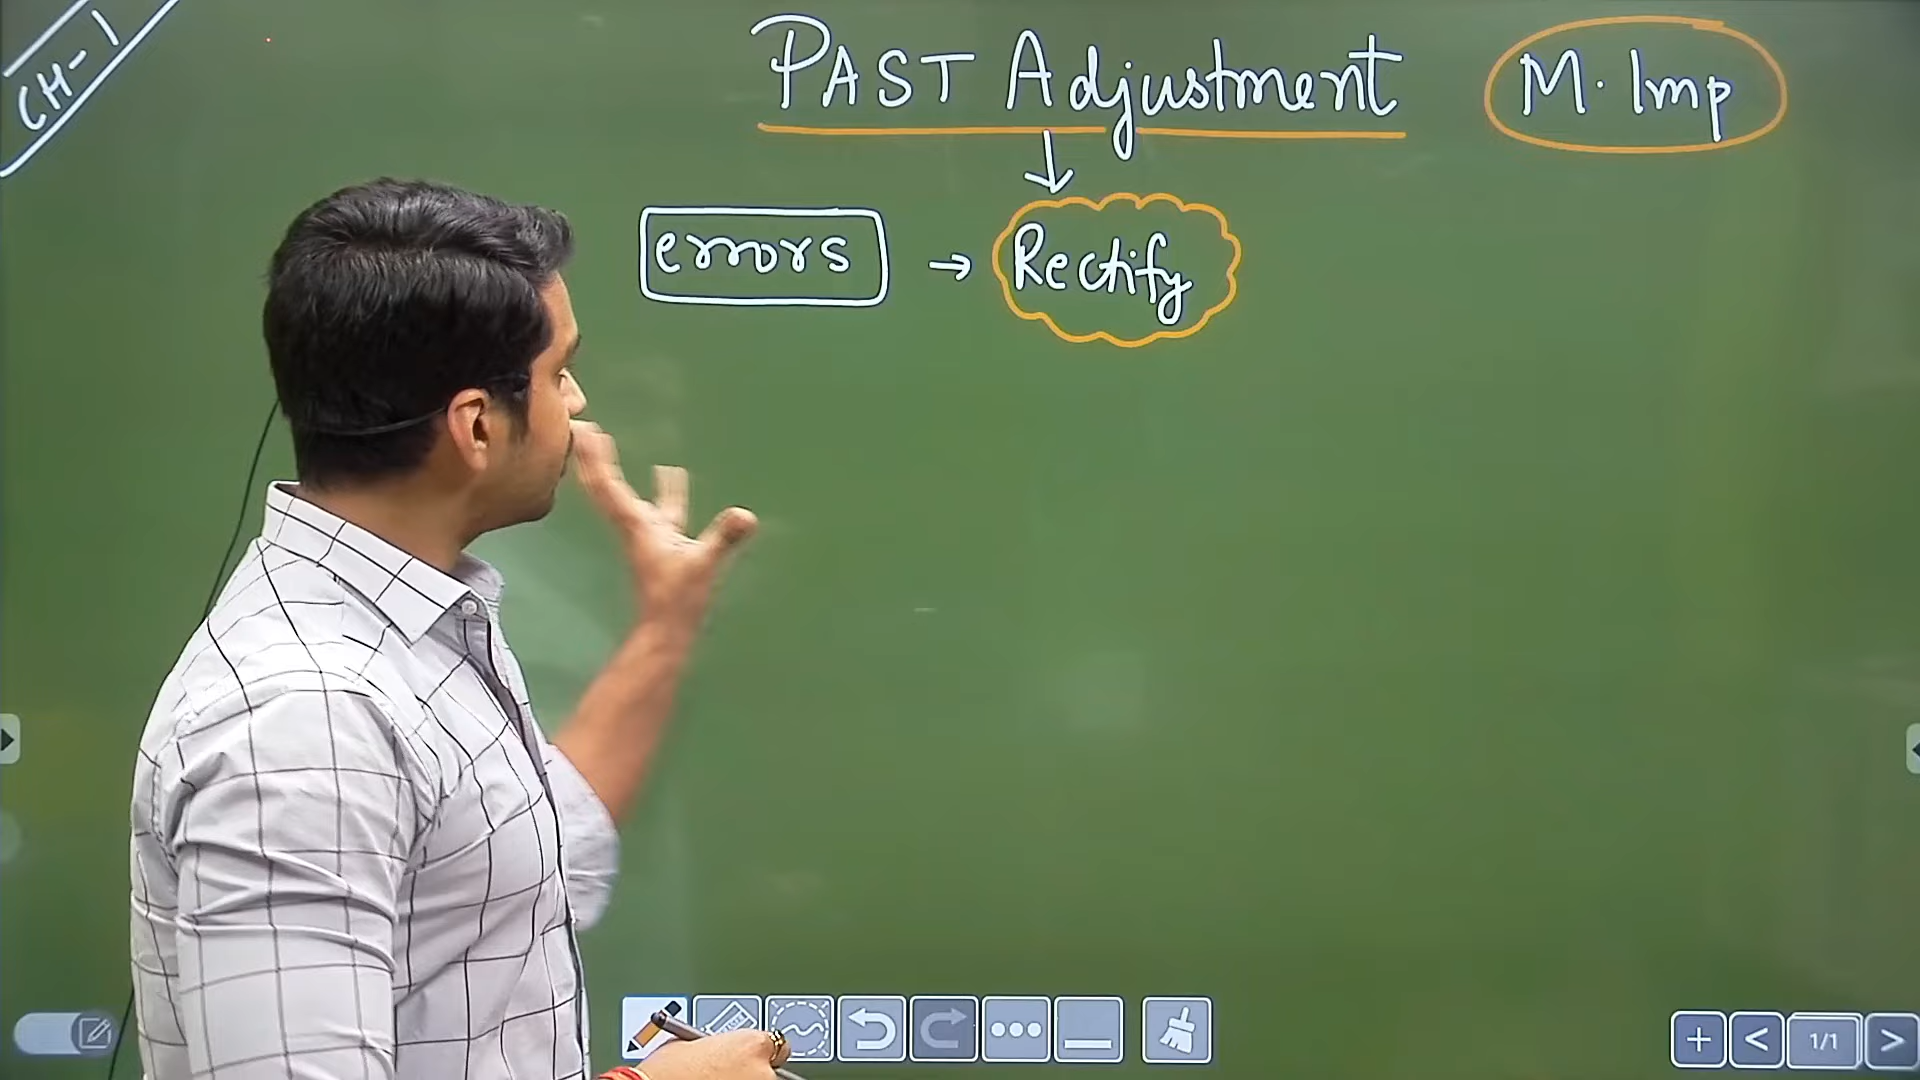 CH-1
PAST Adjustment
M. Imp
errors → Rectify
1/1